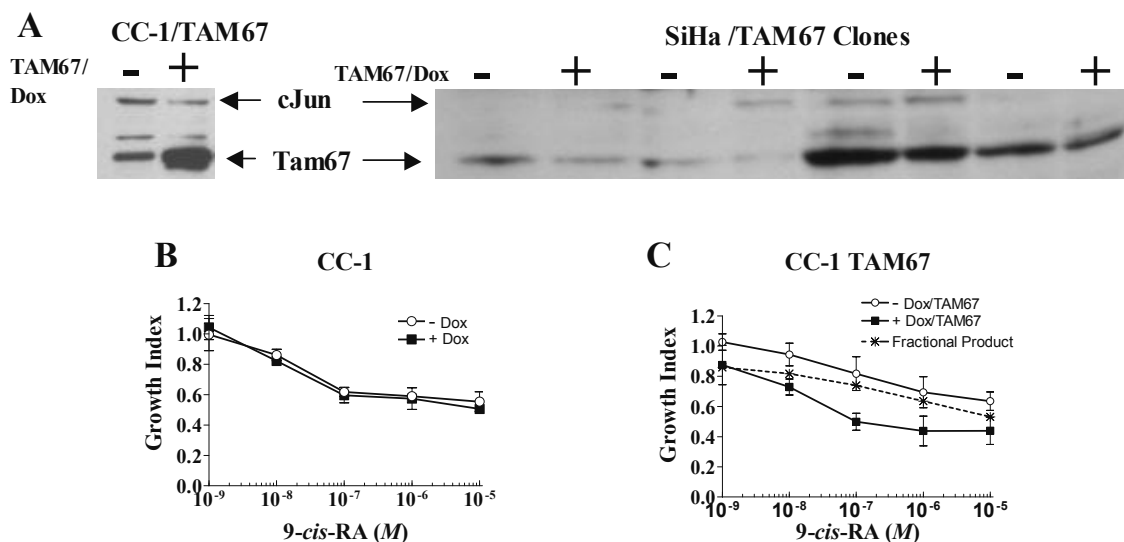 A
CC-1/TAM67
SiHa /TAM67 Clones
TAM67/
Dox
- +
TAM67/Dox
- + - + - + - +
cJun
Tam67
B
CC-1
Growth Index
1.2
1.0
0.8
0.6
0.4
0.2
0.0
- Dox
+ Dox
10-9 10-8 10-7 10-6 10-5
9-cis-RA (M)
C
CC-1 TAM67
Growth Index
1.2
1.0
0.8
0.6
0.4
0.2
0.0
- Dox/TAM67
+ Dox/TAM67
Fractional Product
10-9 10-8 10-7 10-6 10-5
9-cis-RA (M)